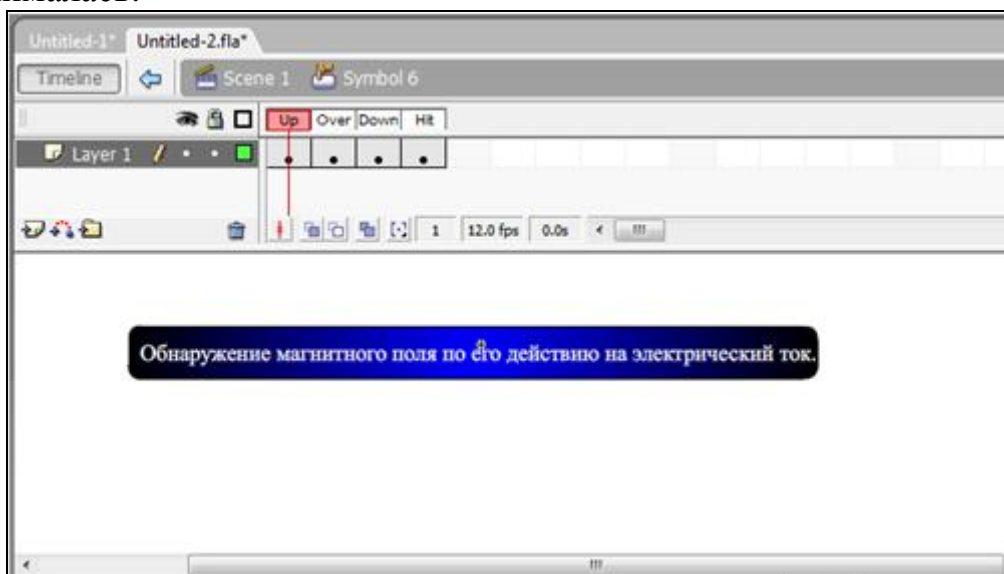 Untitled-1* Untitled-2.fla*
Timeline Scene 1 Symbol 6
Up Over Down Hit
Layer 1
1 12.0 fps 0.0s
Обнаружение магнитного поля по его действию на электрический ток.